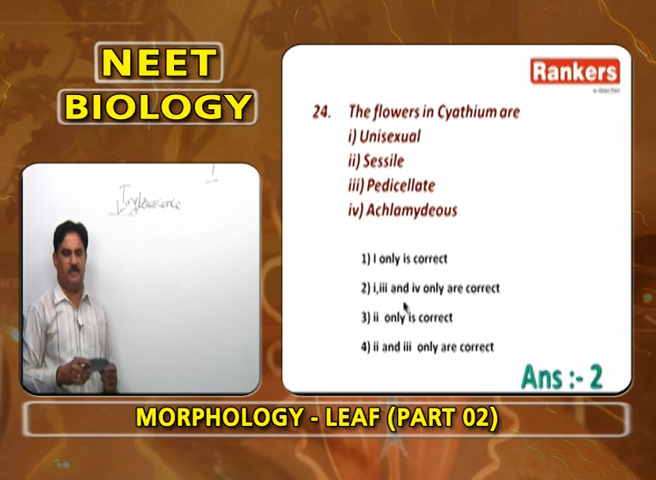 NEET
BIOLOGY
Rankers
24. The flowers in Cyathium are
i) Unisexual
ii) Sessile
iii) Pedicellate
iv) Achlamydeous
1) I only is correct
2) i,iii and iv only are correct
3) ii only is correct
4) ii and iii only are correct
Ans :- 2
MORPHOLOGY - LEAF (PART 02)